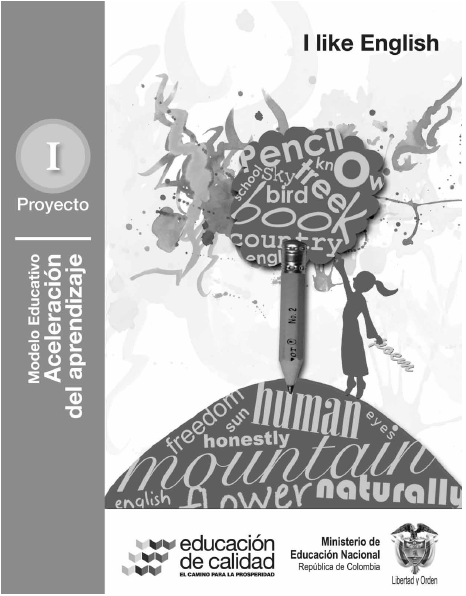 I like English
I
Proyecto
Modelo Educativo
Aceleración
del aprendizaje
Pencil
know
school
sky
tree
bird
book
country
engl
No. 2
poem
freedom
sun
human
eyes
honestly
mountain
english
flower
naturally
educación
de calidad
EL CAMINO PARA LA PROSPERIDAD
Ministerio de
Educación Nacional
República de Colombia
Libertad y Orden